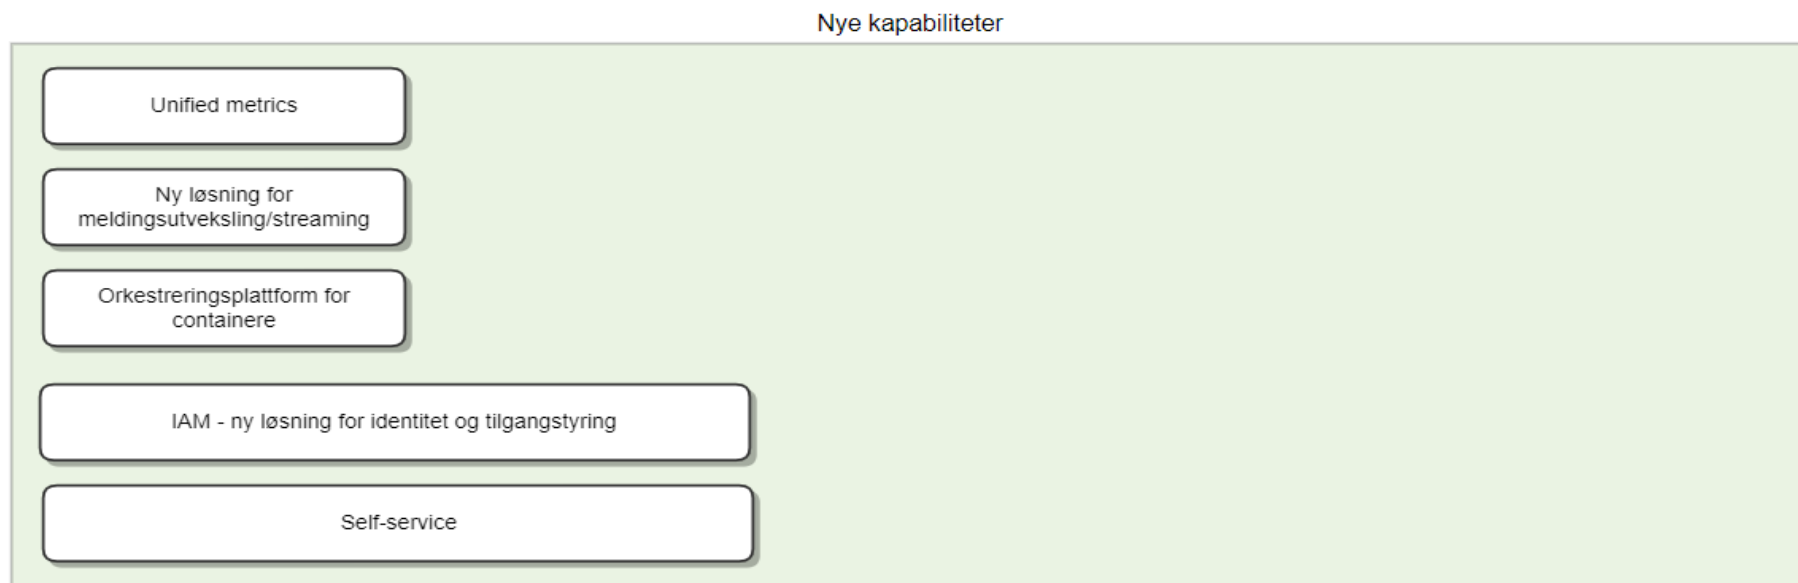 Nye kapabiliteter
Unified metrics
Ny løsning for
meldingsutveksling/streaming
Orkestreringsplattform for
containere
IAM - ny løsning for identitet og tilgangstyring
Self-service